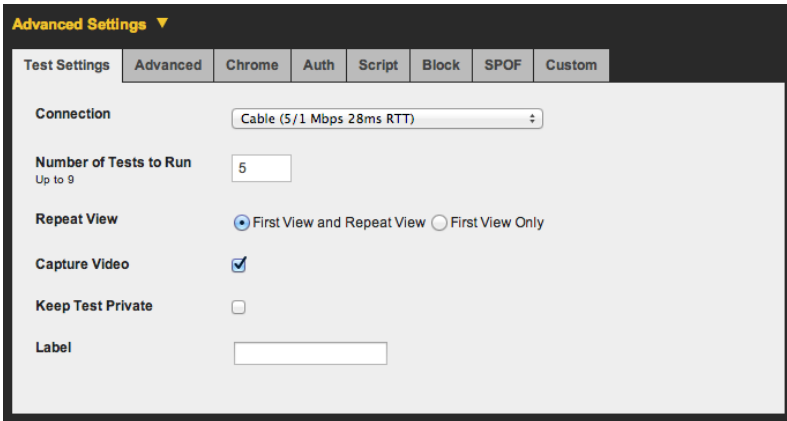 Advanced Settings ▼
Test Settings Advanced Chrome Auth Script Block SPOF Custom
Connection Cable (5/1 Mbps 28ms RTT)
Number of Tests to Run 5
Up to 9
Repeat View First View and Repeat View First View Only
Capture Video
Keep Test Private
Label